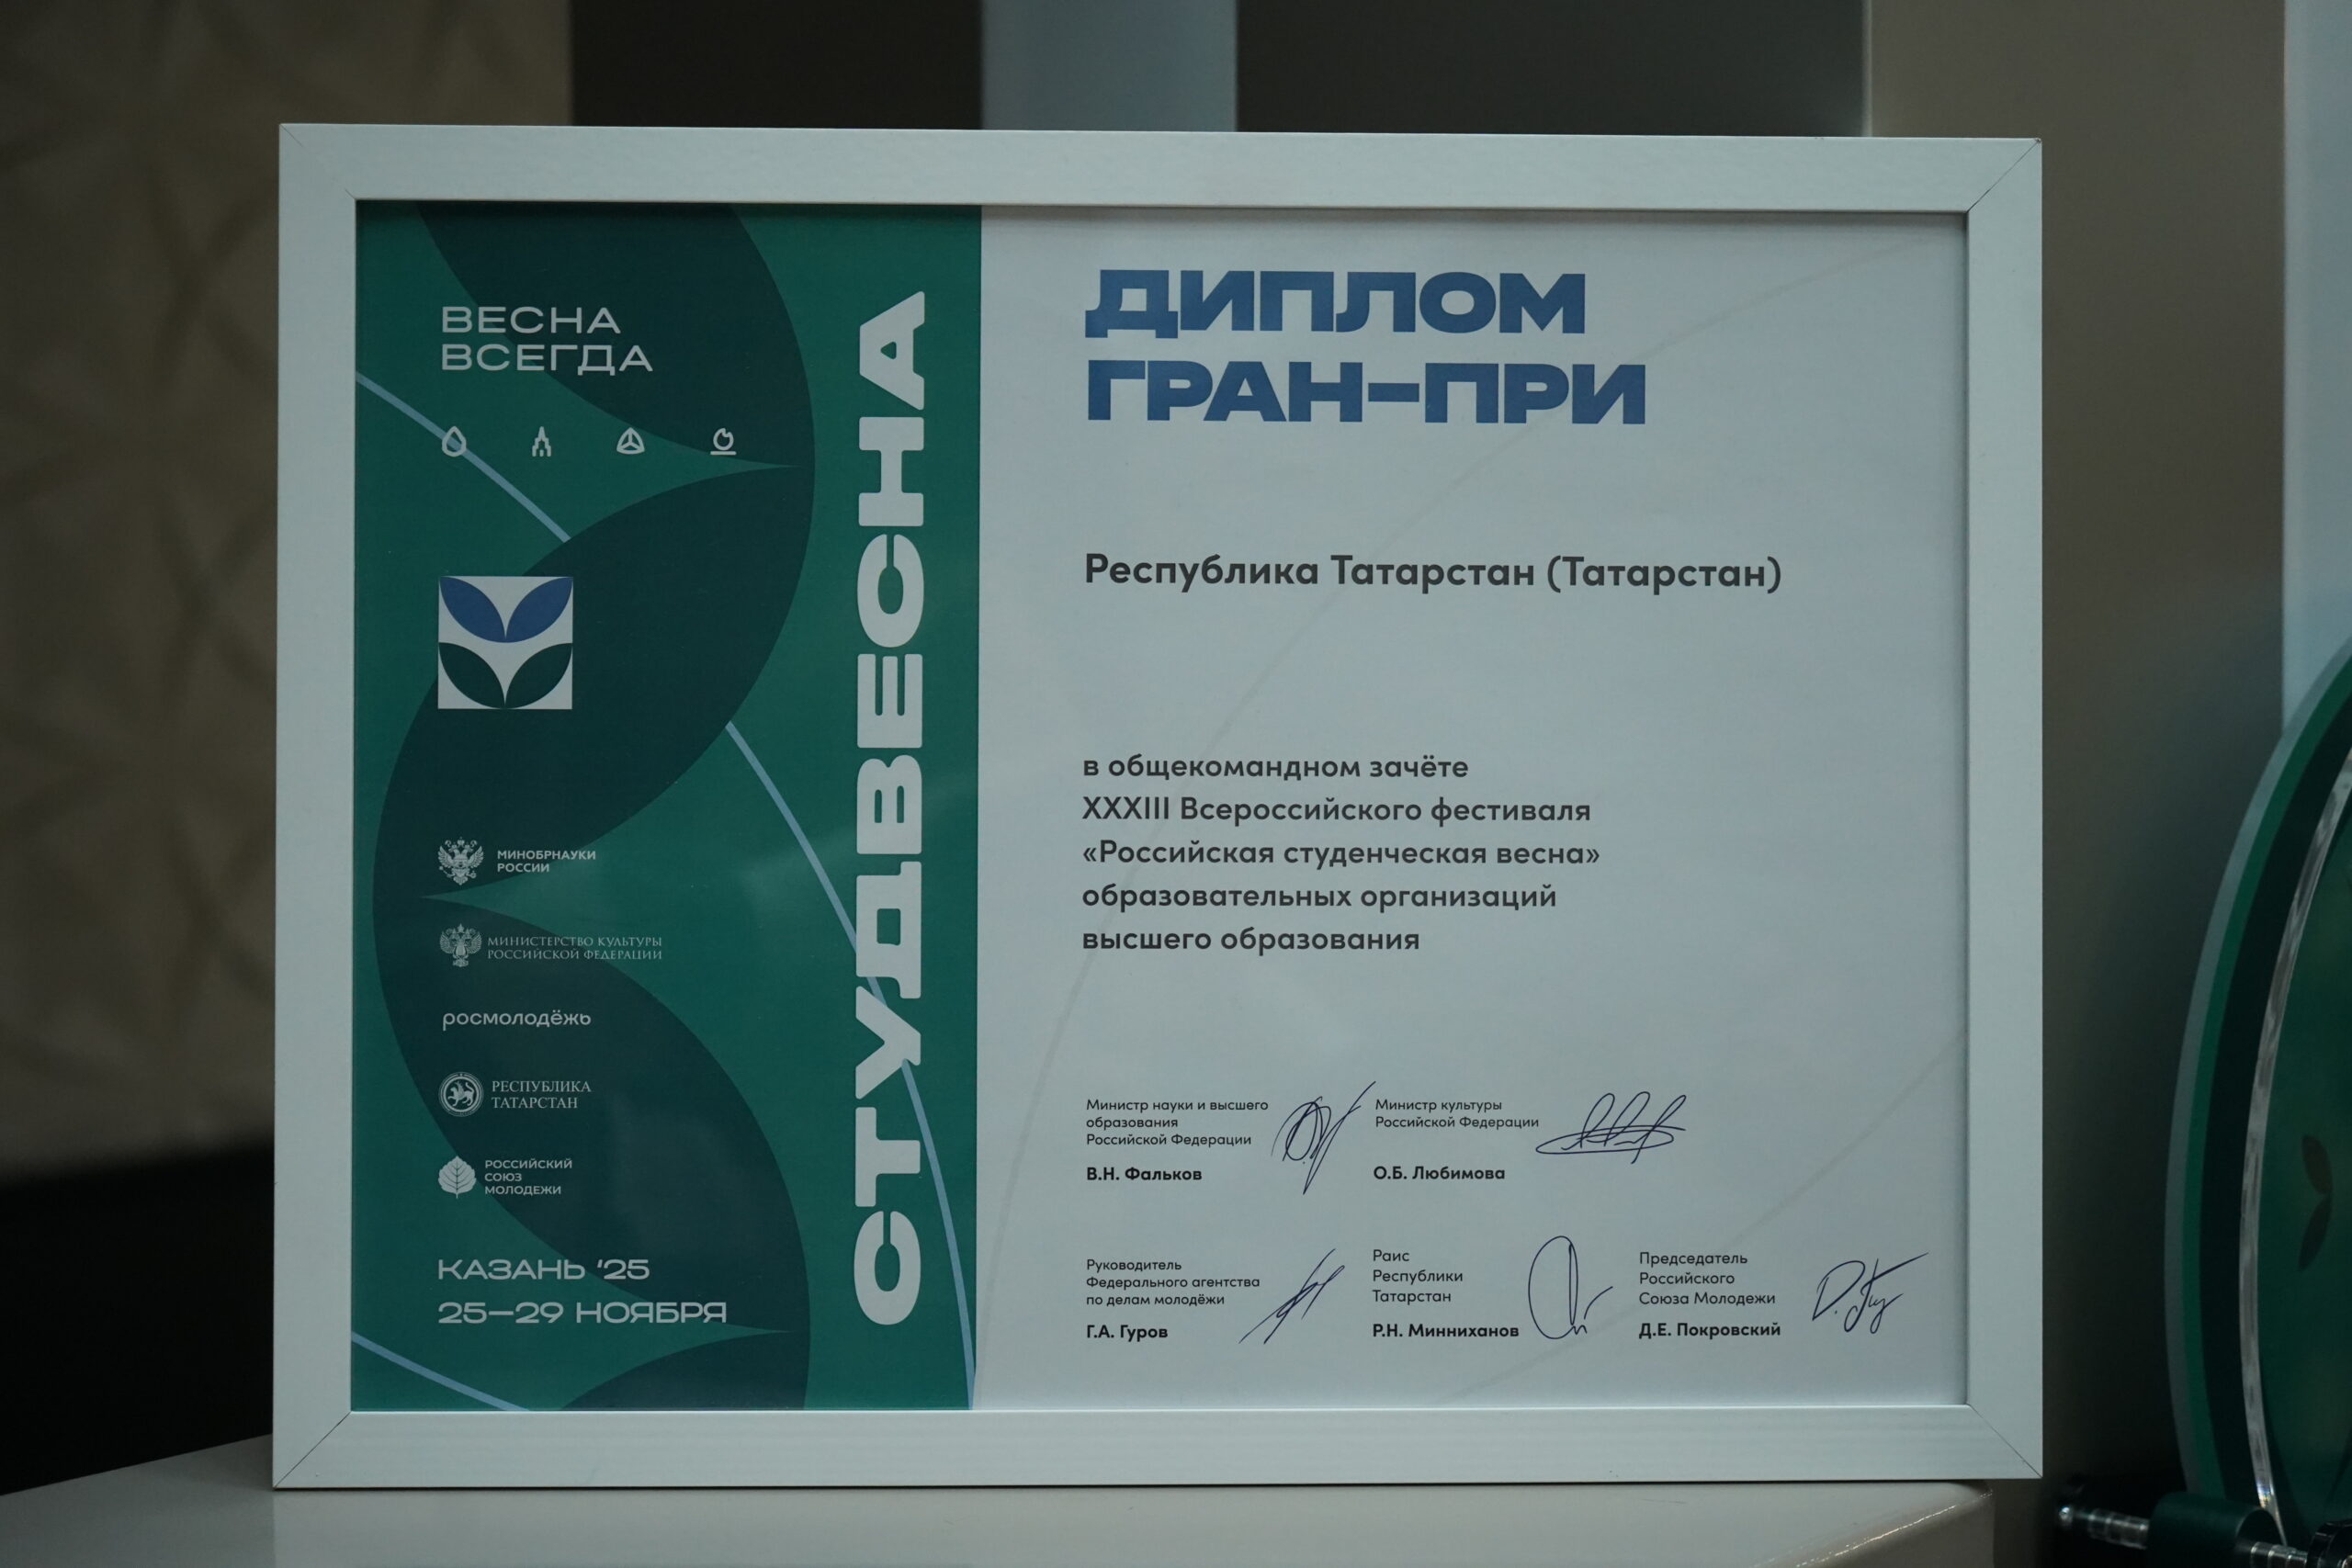 ВЕСНА
ВСЕГДА
МИНОБРНАУКИ
РОССИИ
МИНИСТЕРСТВО КУЛЬТУРЫ
РОССИЙСКОЙ ФЕДЕРАЦИИ
росмолодёжь
РЕСПУБЛИКА
ТАТАРСТАН
РОССИЙСКИЙ
СОЮЗ
МОЛОДЕЖИ
КАЗАНЬ ‘25
25—29 НОЯБРЯ
СТУДВЕСНА
ДИПЛОМ
ГРАН-ПРИ
Республика Татарстан (Татарстан)
в общекомандном зачёте
XXXIII Всероссийского фестиваля
«Российская студенческая весна»
образовательных организаций
высшего образования
Министр науки и высшего
образования
Российской Федерации
В.Н. Фальков
Министр культуры
Российской Федерации
О.Б. Любимова
Руководитель
Федерального агентства
по делам молодёжи
Г.А. Гуров
Раис
Республики
Татарстан
Р.Н. Минниханов
Председатель
Российского
Союза Молодежи
Д.Е. Покровский